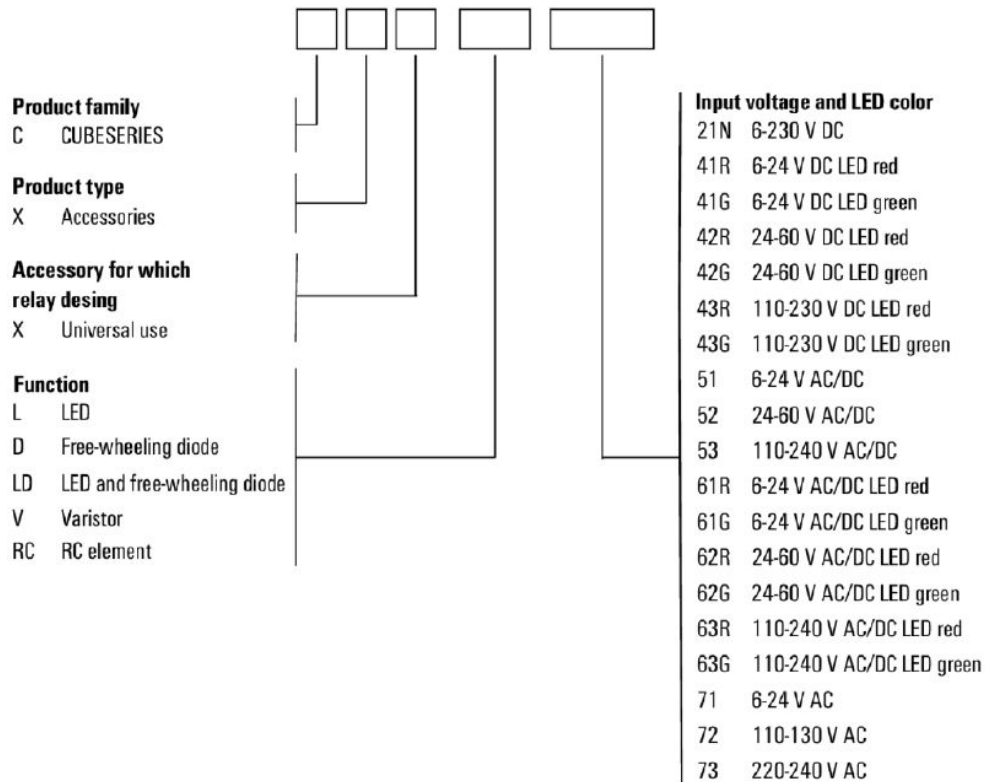 Product family
C CUBESERIES
Product type
X Accessories
Accessory for which
relay desing
X Universal use
Function
L LED
D Free-wheeling diode
LD LED and free-wheeling diode
V Varistor
RC RC element
Input voltage and LED color
21N 6-230 V DC
41R 6-24 V DC LED red
41G 6-24 V DC LED green
42R 24-60 V DC LED red
42G 24-60 V DC LED green
43R 110-230 V DC LED red
43G 110-230 V DC LED green
51 6-24 V AC/DC
52 24-60 V AC/DC
53 110-240 V AC/DC
61R 6-24 V AC/DC LED red
61G 6-24 V AC/DC LED green
62R 24-60 V AC/DC LED red
62G 24-60 V AC/DC LED green
63R 110-240 V AC/DC LED red
63G 110-240 V AC/DC LED green
71 6-24 V AC
72 110-130 V AC
73 220-240 V AC